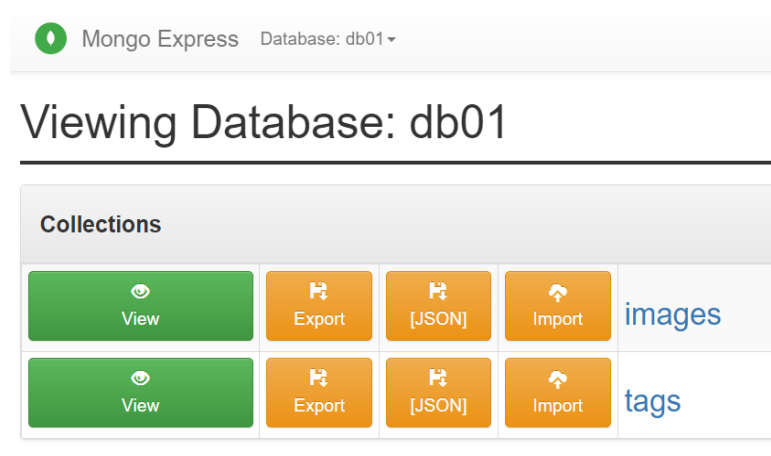 Mongo Express Database: db01
Viewing Database: db01
Collections
View Export [JSON] Import images
View Export [JSON] Import tags